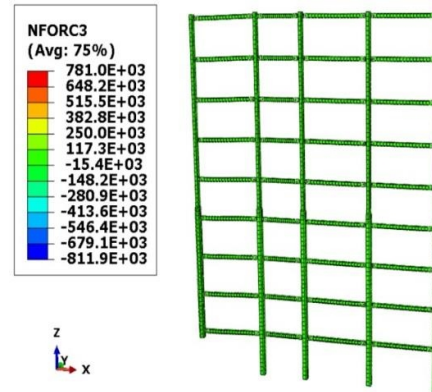 NFORC3
(Avg: 75%)
781.0E+03
648.2E+03
515.5E+03
382.8E+03
250.0E+03
117.3E+03
-15.4E+03
-148.2E+03
-280.9E+03
-413.6E+03
-546.4E+03
-679.1E+03
-811.9E+03
Z
Y
X